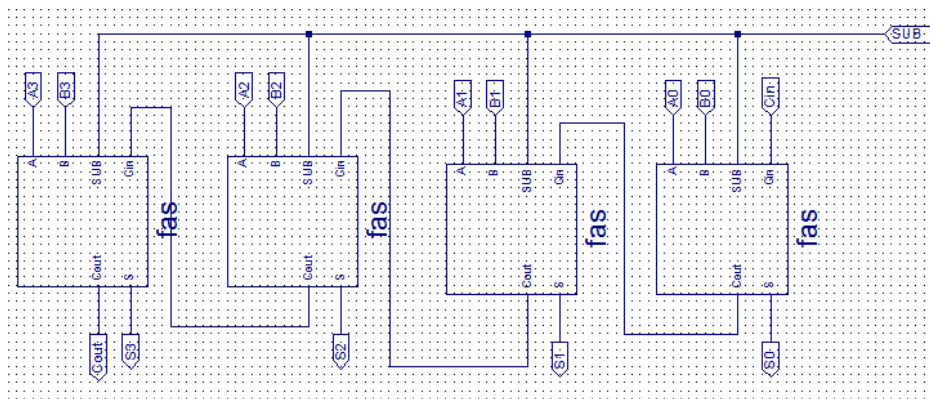 SUB
A3 B3 A2 B2 A1 B1 A0 B0 Cin
A B SUB Cin A B SUB Cin A B SUB Cin A B SUB Cin
fas fas fas fas
Cout S Cout S Cout S Cout S
Cout S3 S2 S1 S0